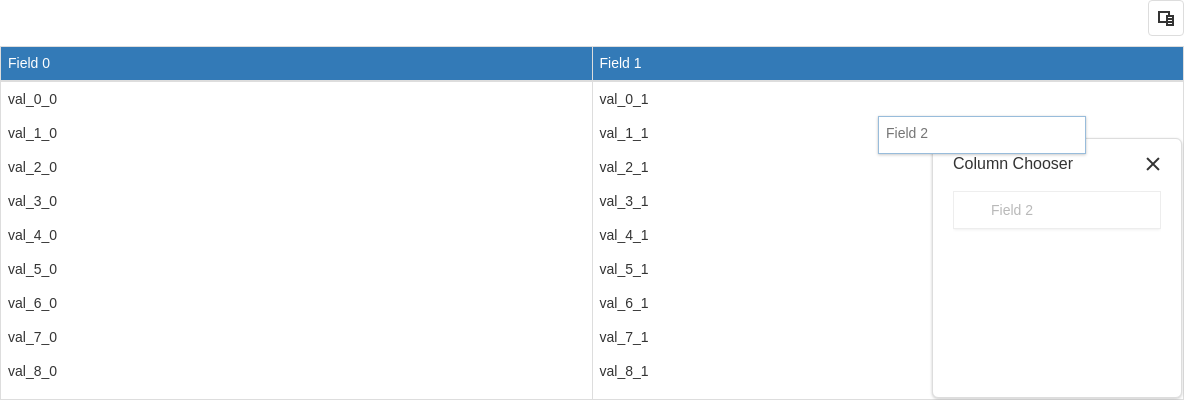 Field 0 Field 1
val_0_0 val_0_1
val_1_0 val_1_1 Field 2
val_2_0 val_2_1 Column Chooser
val_3_0 val_3_1 Field 2
val_4_0 val_4_1
val_5_0 val_5_1
val_6_0 val_6_1
val_7_0 val_7_1
val_8_0 val_8_1